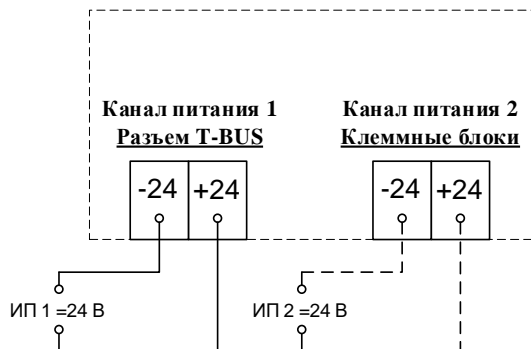 Канал питания 1
Разъем T-BUS
Канал питания 2
Клеммные блоки
-24 +24
-24 +24
ИП 1 =24 В
ИП 2 =24 В